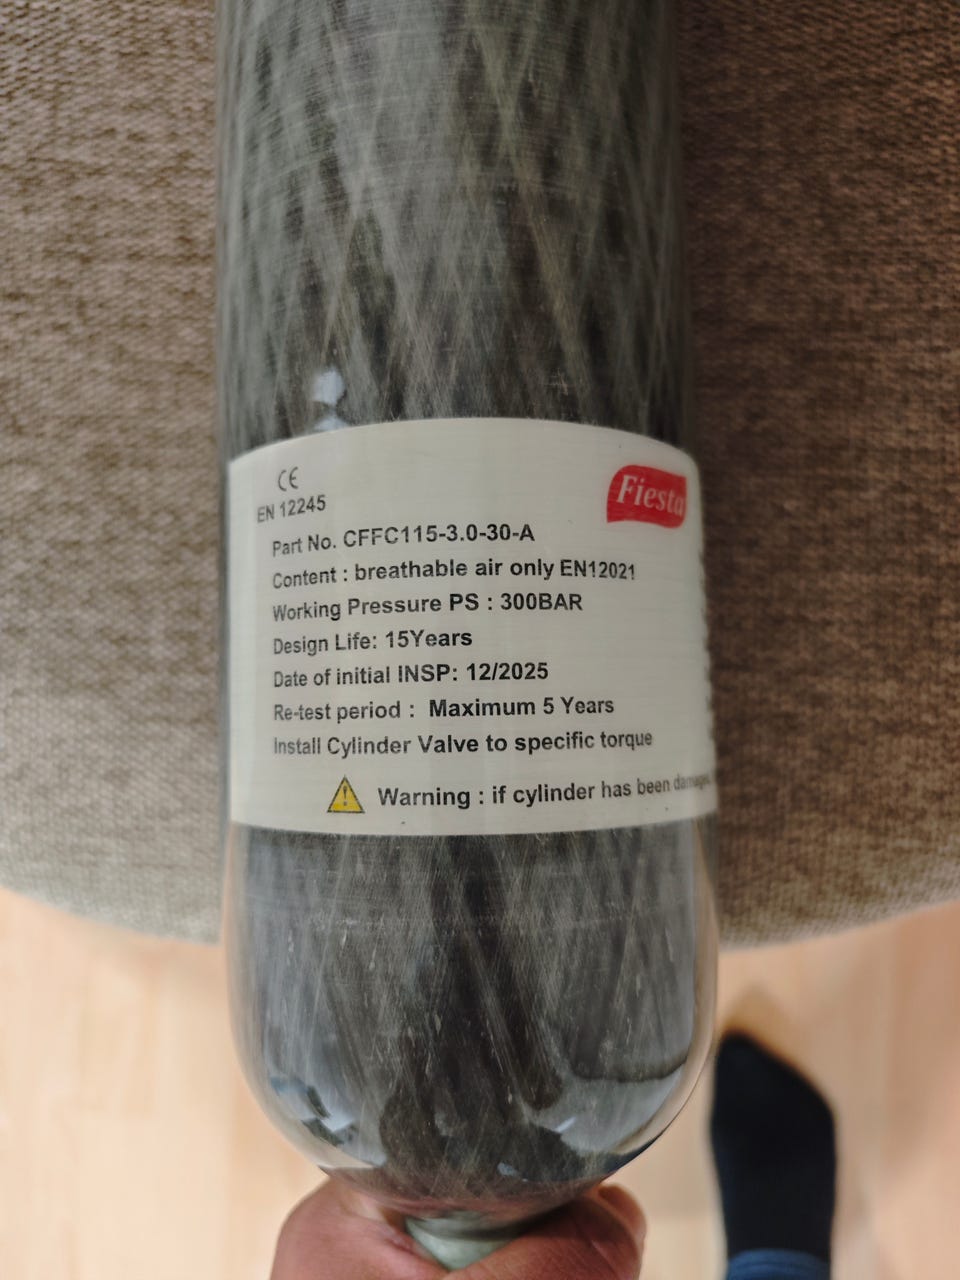 CE
EN 12245
Fiesta
Part No. CFFC115-3.0-30-A
Content : breathable air only EN12021
Working Pressure PS : 300BAR
Design Life: 15Years
Date of initial INSP: 12/2025
Re-test period : Maximum 5 Years
Install Cylinder Valve to specific torque
Warning : if cylinder has been